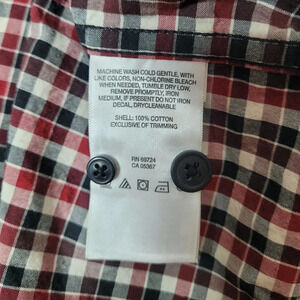 MACHINE WASH COLD GENTLE, WITH
LIKE COLORS, NON-CHLORINE BLEACH
WHEN NEEDED, TUMBLE DRY LOW,
REMOVE PROMPTLY, IRON
MEDIUM, IF PRESENT DO NOT IRON
DECAL, DRYCLEANABLE
SHELL: 100% COTTON
EXCLUSIVE OF TRIMMING
RN 69724
CA 05367